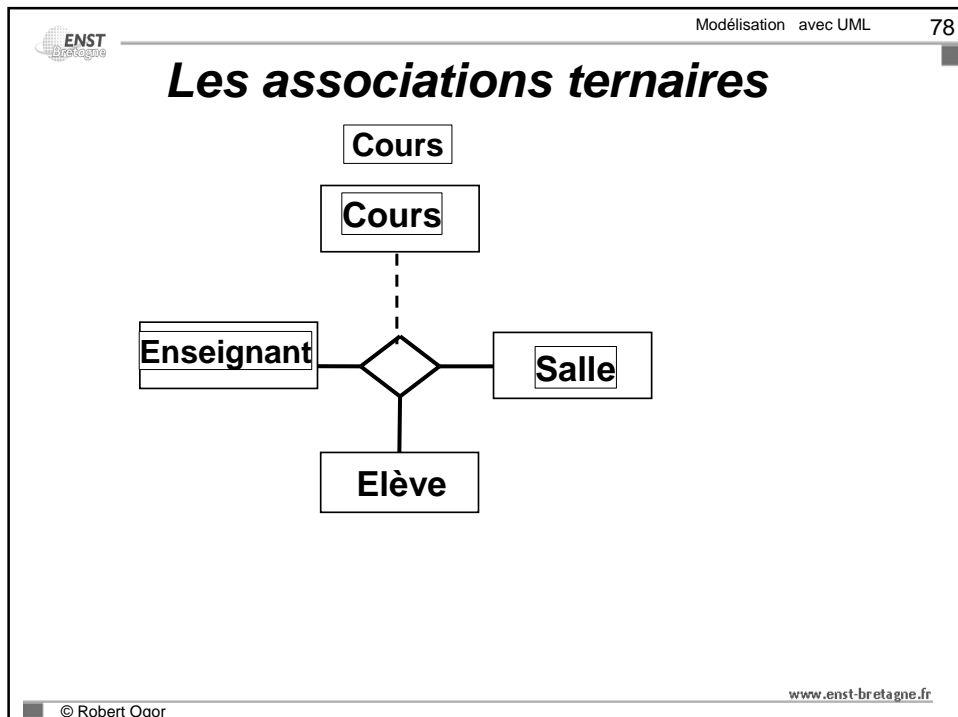 Modélisation avec UML 78
ENST
Bretagne
Les associations ternaires
Cours
Cours
Enseignant
Salle
Elève
www.enst-bretagne.fr
© Robert Ogor